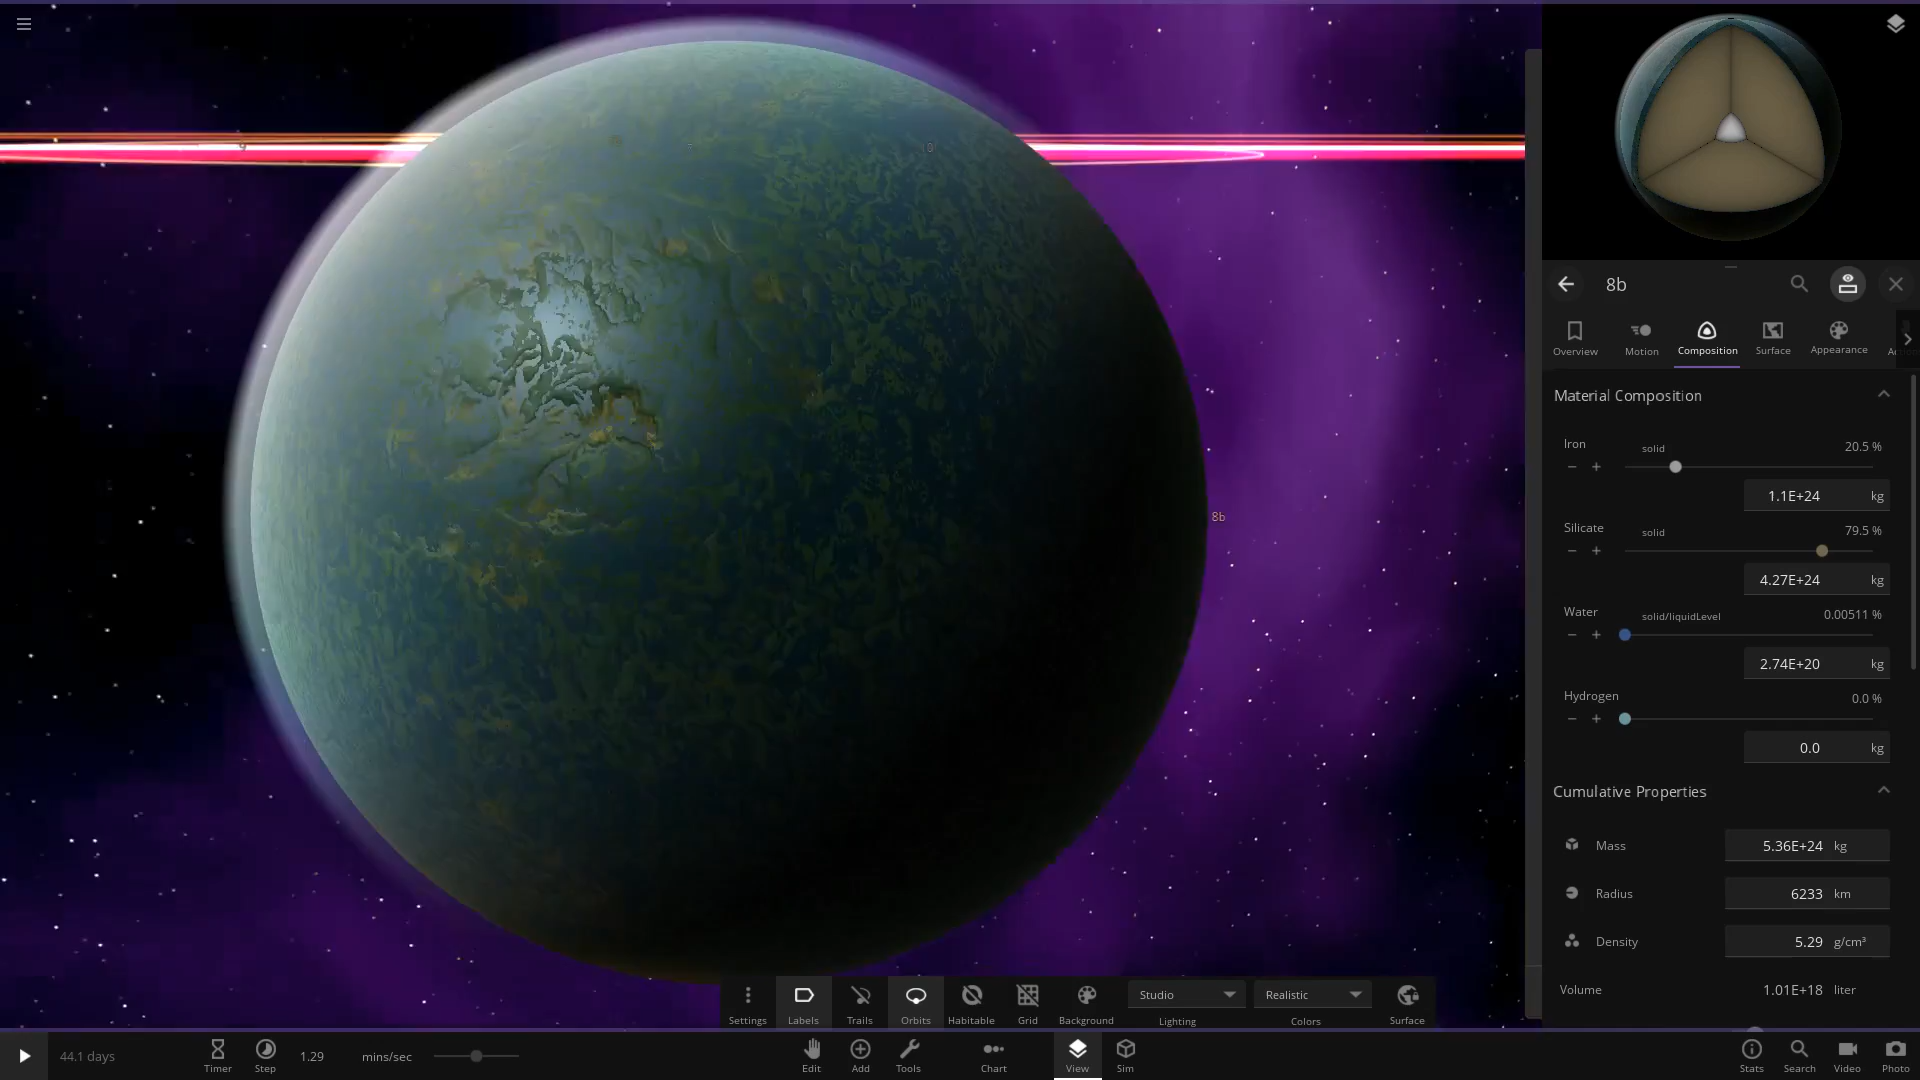 9
8b
8b
Overview
Motion
Composition
Surface
Appearance
Material Composition
Iron
solid
20.5 %
1.1E+24 kg
Silicate
solid
79.5 %
4.27E+24 kg
Water
solid/liquidLevel
0.00511 %
2.74E+20 kg
Hydrogen
0.0 %
0.0 kg
Cumulative Properties
Mass 5.36E+24 kg
Radius 6233 km
Density 5.29 g/cm³
Volume 1.01E+18 liter
Settings
Labels
Trails
Orbits
Habitable
Grid
Background
Studio
Lighting
Realistic
Colors
Surface
44.1 days
Timer
Step
1.29 mins/sec
Edit
Add
Tools
Chart
View
Sim
Stats
Search
Video
Photo